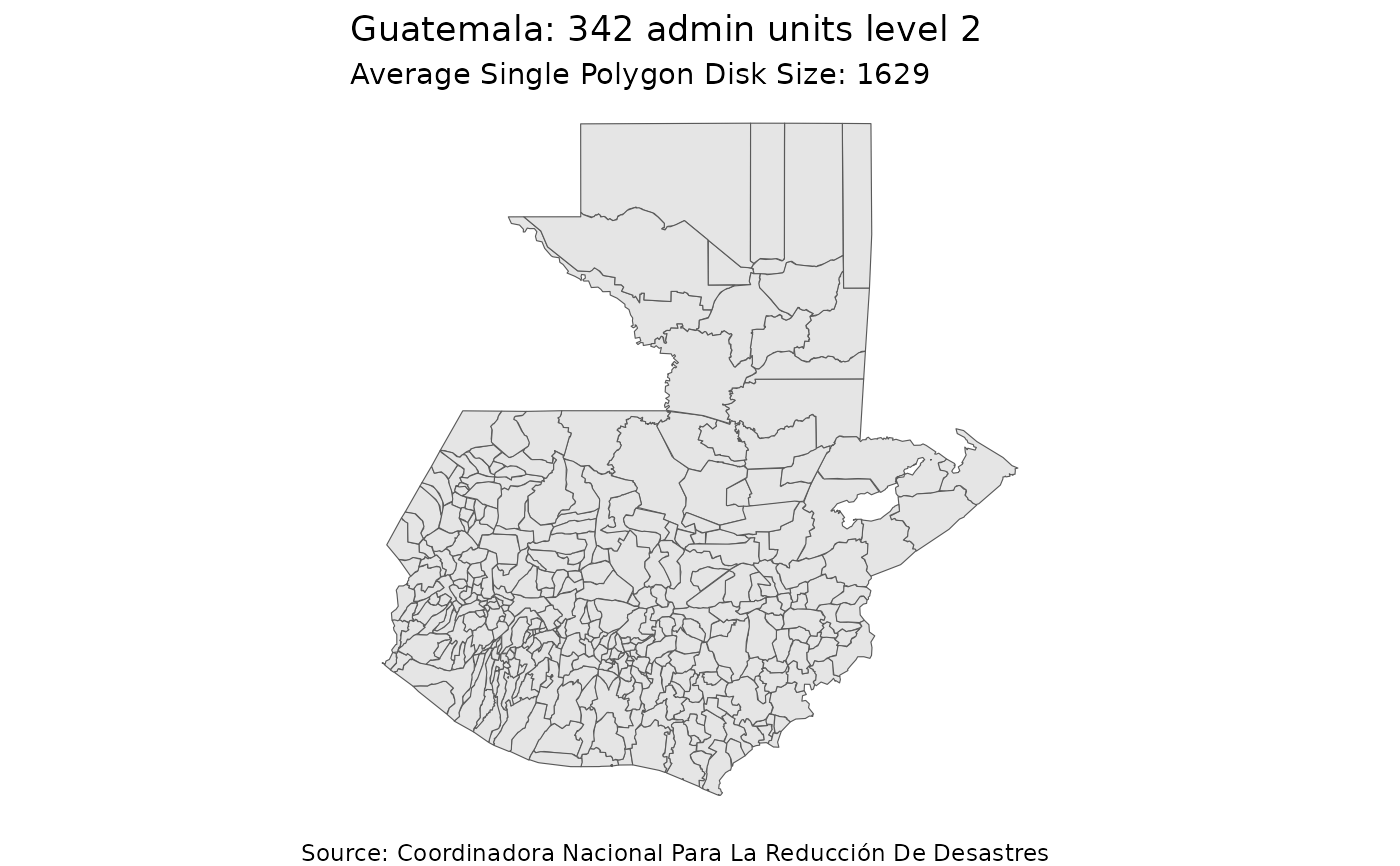 Guatemala: 342 admin units level 2
Average Single Polygon Disk Size: 1629
Source: Coordinadora Nacional Para La Reducción De Desastres